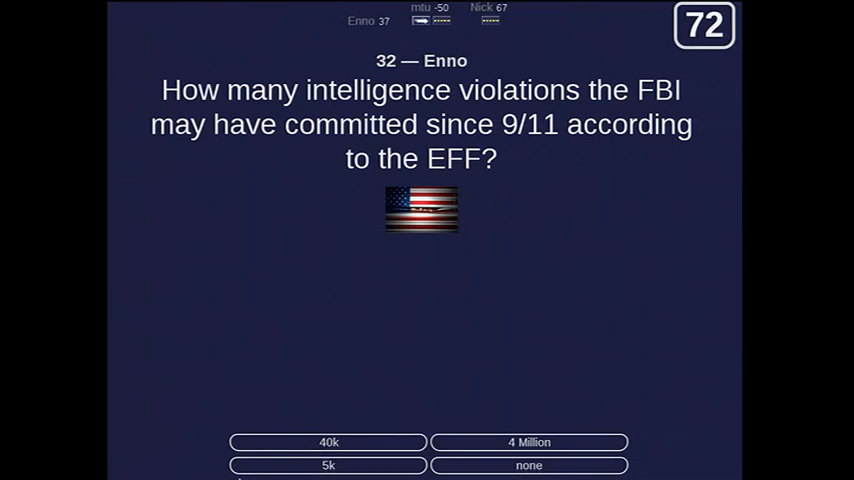 mtu -50
Nick 67
Enno 37
72
32 — Enno
How many intelligence violations the FBI
may have committed since 9/11 according
to the EFF?
40k
4 Million
5k
none